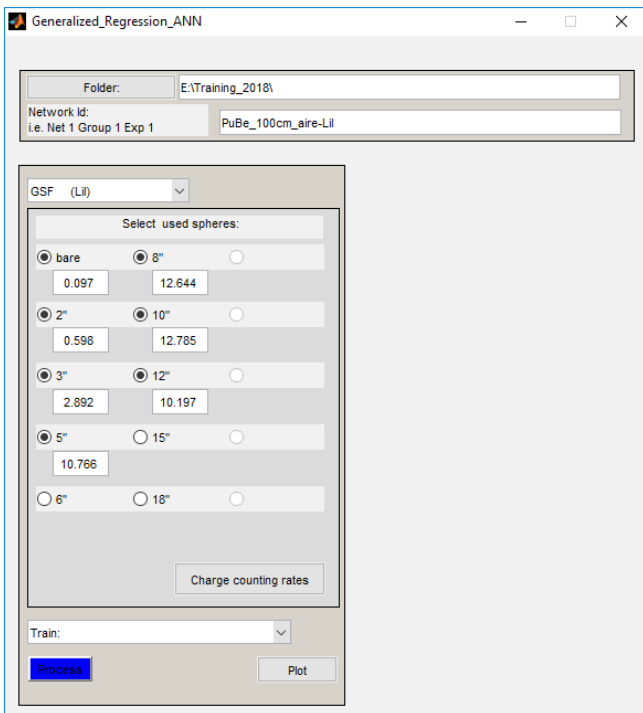 Generalized_Regression_ANN
Folder: E:\Training_2018\
Network Id:
i.e. Net 1 Group 1 Exp 1 PuBe_100cm_aire-LiI
GSF (LiI)
Select used spheres:
bare 8"
0.097 12.644
2" 10"
0.598 12.785
3" 12"
2.892 10.197
5" 15"
10.766
6" 18"
Charge counting rates
Train:
Process Plot